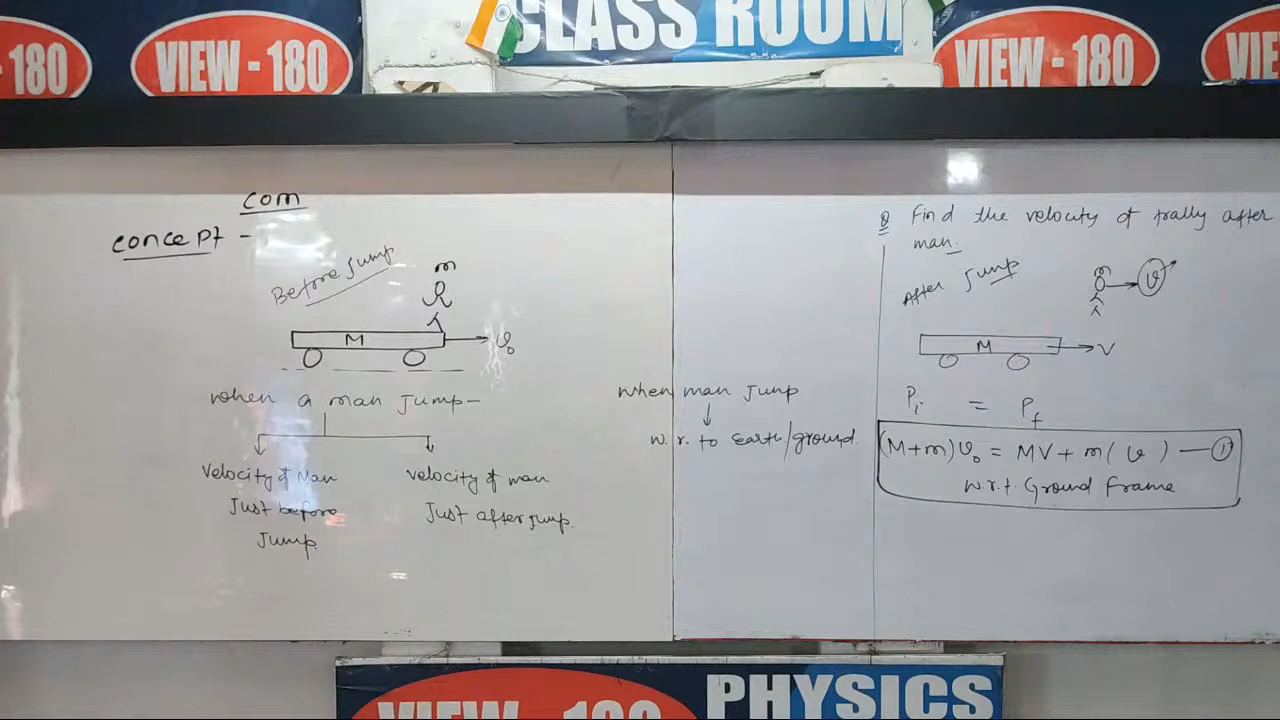 CLASS ROOM
-180
VIEW-180
VIEW-180
VIE
com
concept -
Before Jump
m
M
v₀
when a man jump-
velocity of Man
Just before
Jump.
velocity of man
Just after jump.
when man Jump
w.r. to Earth/ground.
Q Find the velocity of trally after
man.
After Jump
m
v
M
V
Pi = Pf
(M+m)v₀ = MV + m( v ) — ①
w.r.t. Ground Frame
VIEW-180
PHYSICS